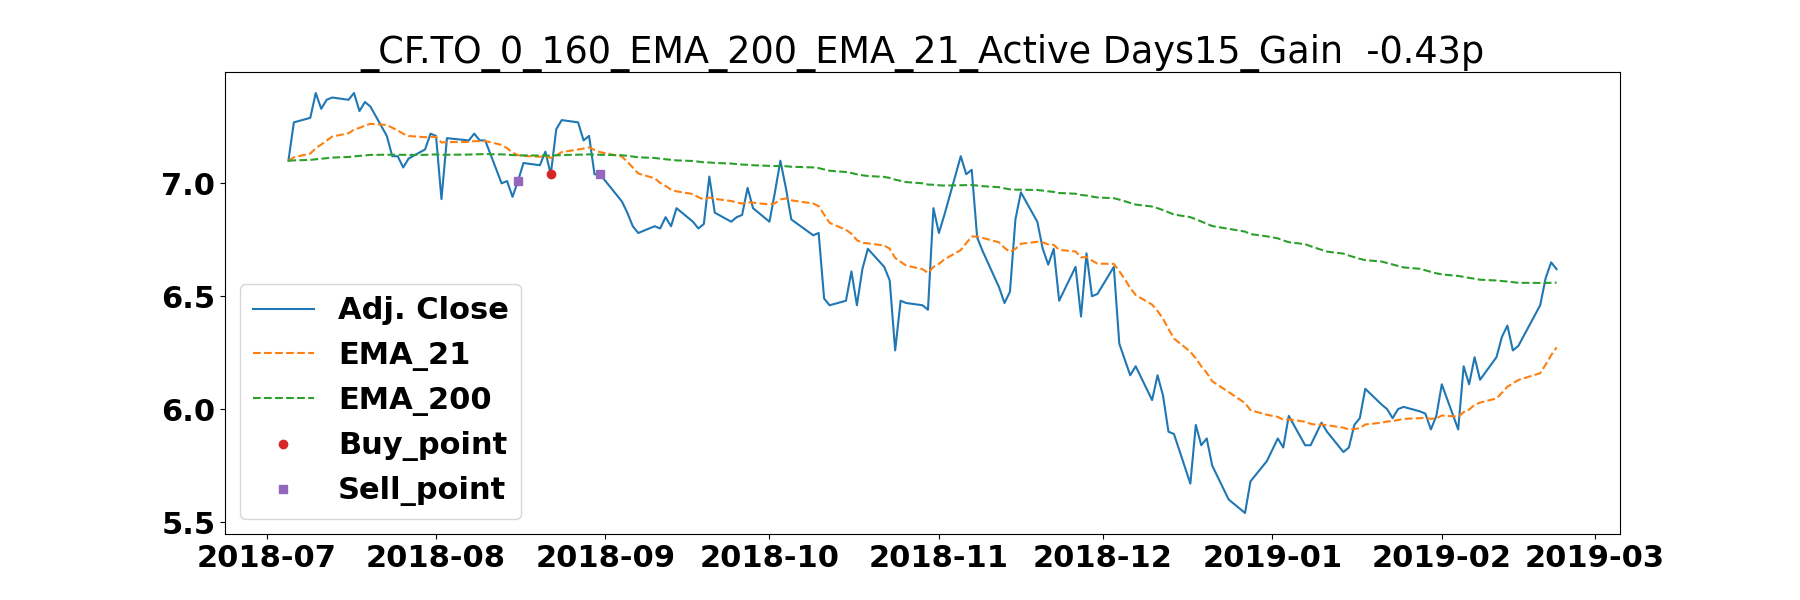 _CF.TO_0_160_EMA_200_EMA_21_Active Days15_Gain  -0.43p
7.0
6.5
6.0
5.5
Adj. Close
EMA_21
EMA_200
Buy_point
Sell_point
2018-07 2018-08 2018-09 2018-10 2018-11 2018-12 2019-01 2019-02 2019-03